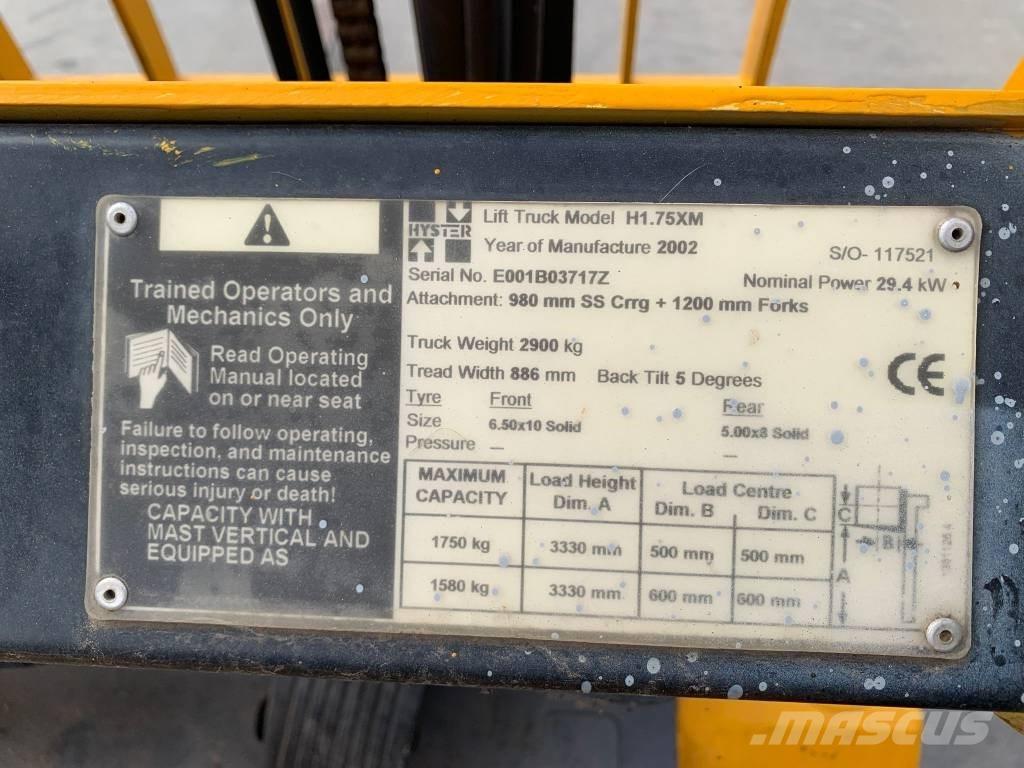 Trained Operators and
Mechanics Only
Read Operating
Manual located
on or near seat
Failure to follow operating,
inspection, and maintenance
instructions can cause
serious injury or death!
CAPACITY WITH
MAST VERTICAL AND
EQUIPPED AS
HYSTER
Lift Truck Model H1.75XM
Year of Manufacture 2002
S/O- 117521
Serial No. E001B03717Z
Nominal Power 29.4 kW
Attachment: 980 mm SS Crrg + 1200 mm Forks
Truck Weight 2900 kg
Tread Width 886 mm Back Tilt 5 Degrees
CE
Tyre Front Rear
Size 6.50x10 Solid 5.00x8 Solid
Pressure — —
MAXIMUM CAPACITY Load Height Dim. A Load Centre Dim. B Dim. C
1750 kg 3330 mm 500 mm 500 mm
1580 kg 3330 mm 600 mm 600 mm
C
B
A
MASCUS